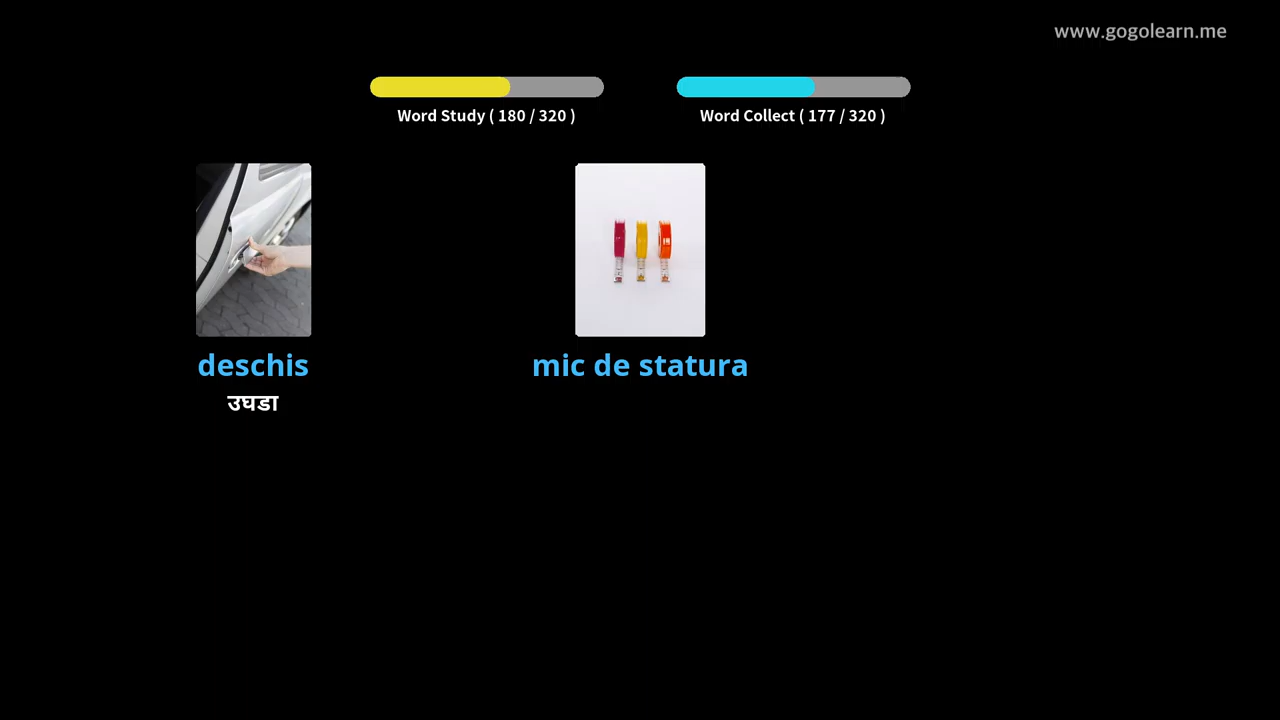 www.gogolearn.me
Word Study ( 180 / 320 )
Word Collect ( 177 / 320 )
deschis
mic de statura
उघडा